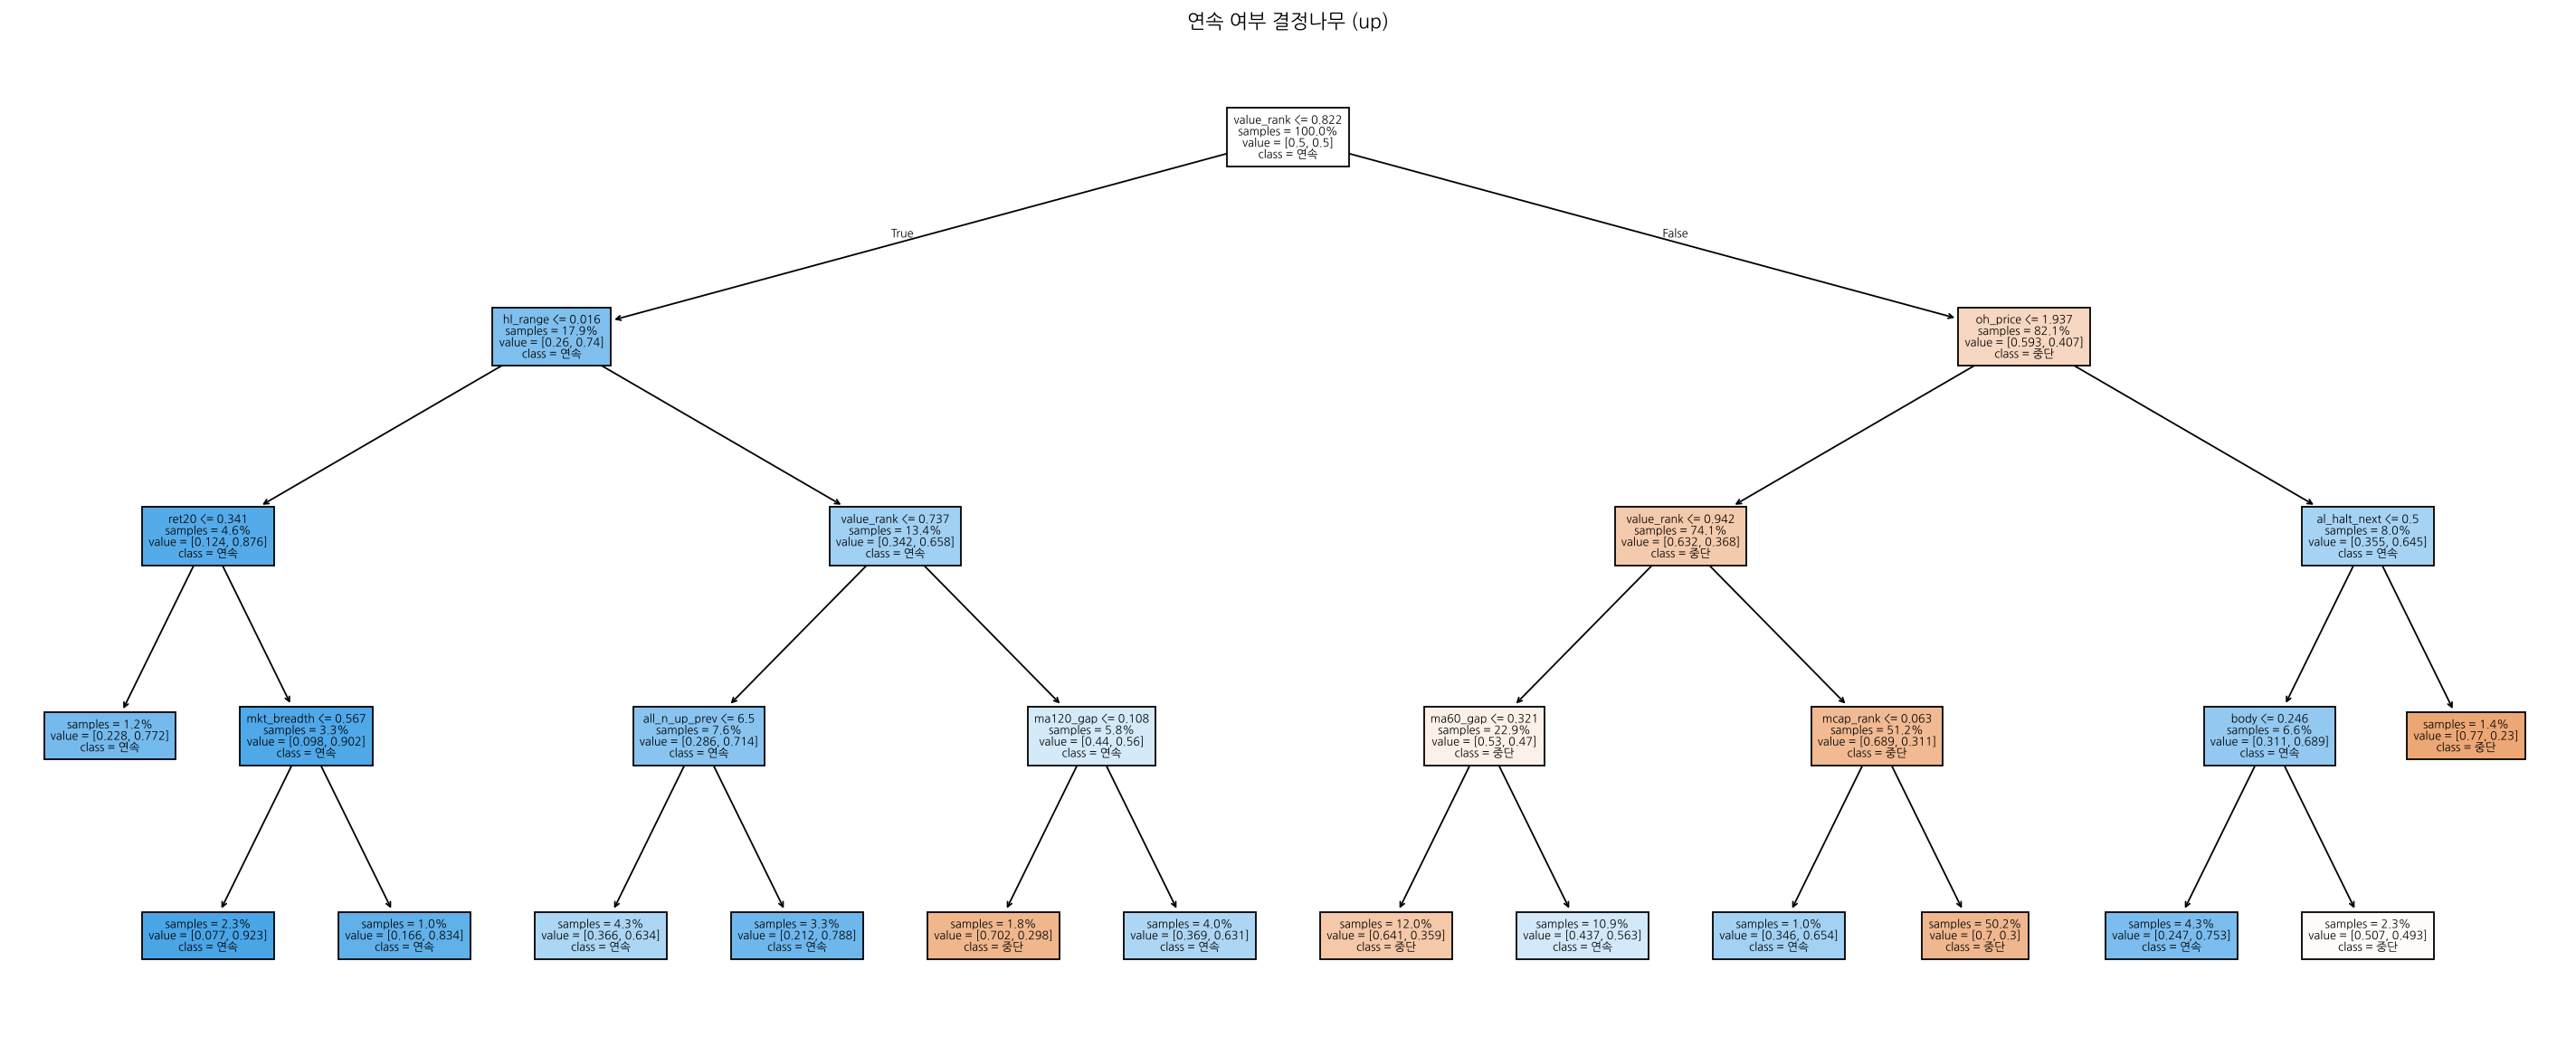 연속 여부 결정나무 (up)
value_rank <= 0.822
samples = 100.0%
value = [0.5, 0.5]
class = 연속
True
False
hl_range <= 0.016
samples = 17.9%
value = [0.26, 0.74]
class = 연속
oh_price <= 1.937
samples = 82.1%
value = [0.593, 0.407]
class = 중단
ret20 <= 0.341
samples = 4.6%
value = [0.124, 0.876]
class = 연속
value_rank <= 0.737
samples = 13.4%
value = [0.342, 0.658]
class = 연속
value_rank <= 0.942
samples = 74.1%
value = [0.632, 0.368]
class = 중단
al_halt_next <= 0.5
samples = 8.0%
value = [0.355, 0.645]
class = 연속
samples = 1.2%
value = [0.228, 0.772]
class = 연속
mkt_breadth <= 0.567
samples = 3.3%
value = [0.098, 0.902]
class = 연속
all_n_up_prev <= 6.5
samples = 7.6%
value = [0.286, 0.714]
class = 연속
ma120_gap <= 0.108
samples = 5.8%
value = [0.44, 0.56]
class = 연속
ma60_gap <= 0.321
samples = 22.9%
value = [0.53, 0.47]
class = 중단
mcap_rank <= 0.063
samples = 51.2%
value = [0.689, 0.311]
class = 중단
body <= 0.246
samples = 6.6%
value = [0.311, 0.689]
class = 연속
samples = 1.4%
value = [0.77, 0.23]
class = 중단
samples = 2.3%
value = [0.077, 0.923]
class = 연속
samples = 1.0%
value = [0.166, 0.834]
class = 연속
samples = 4.3%
value = [0.366, 0.634]
class = 연속
samples = 3.3%
value = [0.212, 0.788]
class = 연속
samples = 1.8%
value = [0.702, 0.298]
class = 중단
samples = 4.0%
value = [0.369, 0.631]
class = 연속
samples = 12.0%
value = [0.641, 0.359]
class = 중단
samples = 10.9%
value = [0.437, 0.563]
class = 연속
samples = 1.0%
value = [0.346, 0.654]
class = 연속
samples = 50.2%
value = [0.7, 0.3]
class = 중단
samples = 4.3%
value = [0.247, 0.753]
class = 연속
samples = 2.3%
value = [0.507, 0.493]
class = 중단